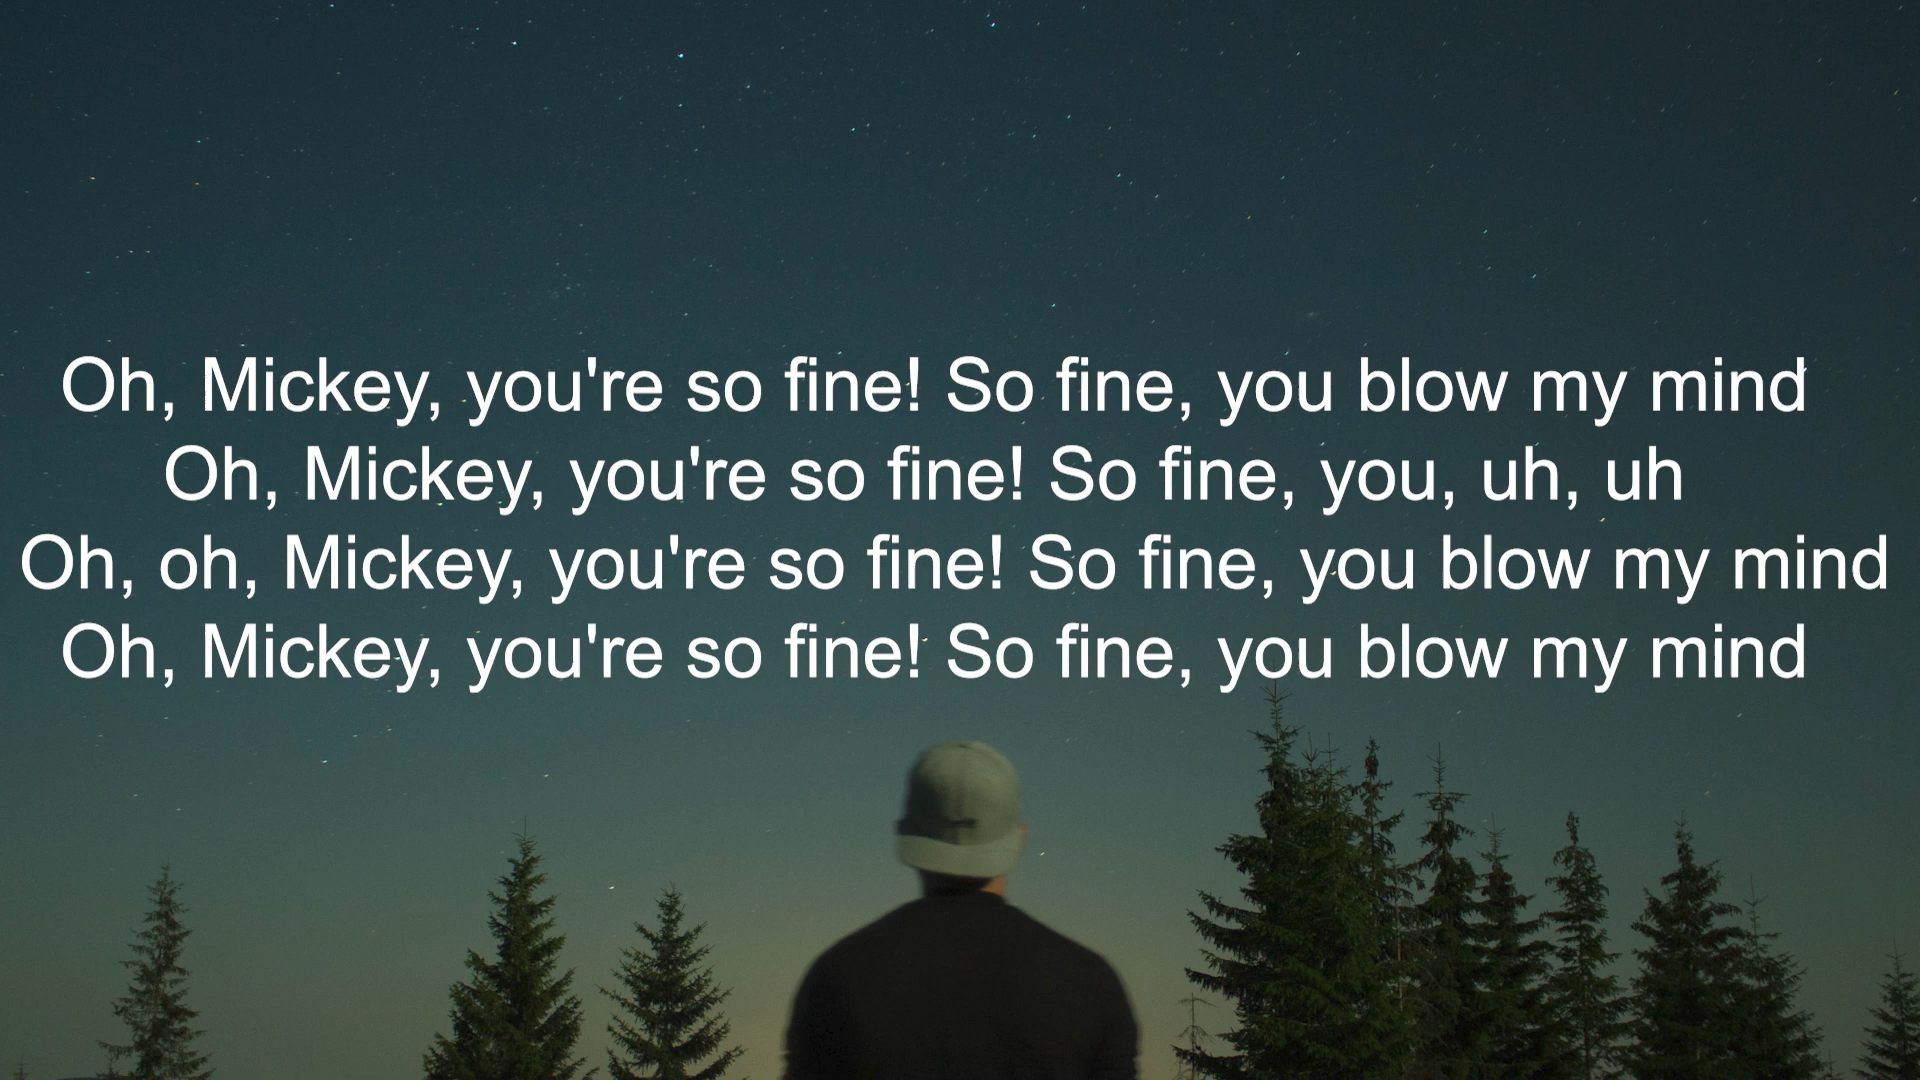 Oh, Mickey, you're so fine! So fine, you blow my mind
Oh, Mickey, you're so fine! So fine, you, uh, uh
Oh, oh, Mickey, you're so fine! So fine, you blow my mind
Oh, Mickey, you're so fine! So fine, you blow my mind